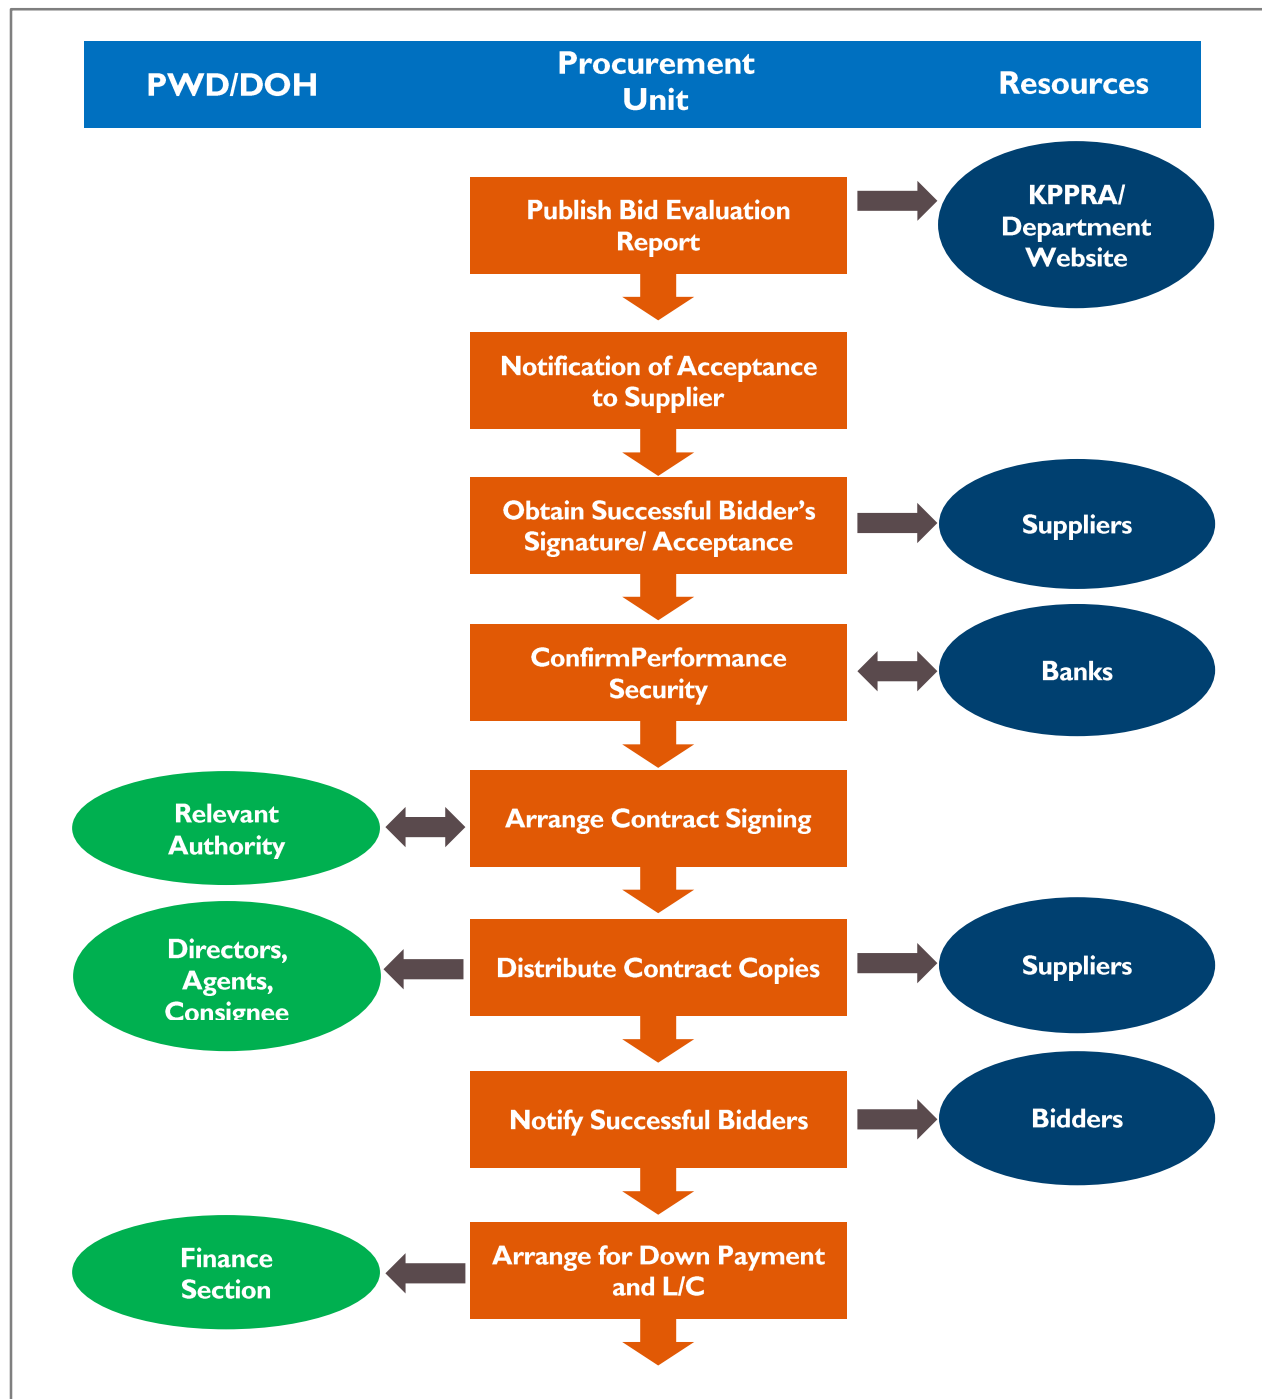 PWD/DOH
Procurement
Unit
Resources
Publish Bid Evaluation
Report
KPPRA/
Department
Website
Notification of Acceptance
to Supplier
Obtain Successful Bidder’s
Signature/ Acceptance
Suppliers
ConfirmPerformance
Security
Banks
Relevant
Authority
Arrange Contract Signing
Directors,
Agents,
Consignee
Distribute Contract Copies
Suppliers
Notify Successful Bidders
Bidders
Finance
Section
Arrange for Down Payment
and L/C